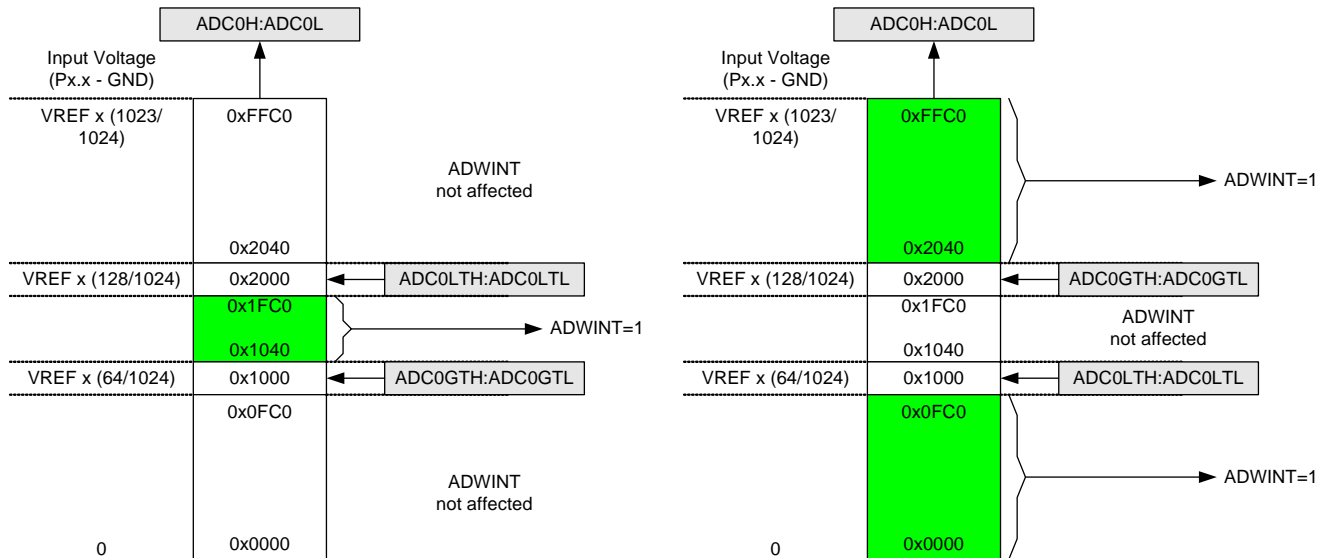 ADC0H:ADC0L
Input Voltage
(Px.x - GND)
VREF x (1023/
1024)
0xFFC0
ADWINT
not affected
0x2040
VREF x (128/1024)
0x2000
ADC0LTH:ADC0LTL
0x1FC0
ADWINT=1
0x1040
VREF x (64/1024)
0x1000
ADC0GTH:ADC0GTL
0x0FC0
ADWINT
not affected
0
0x0000
ADC0H:ADC0L
Input Voltage
(Px.x - GND)
VREF x (1023/
1024)
0xFFC0
ADWINT=1
0x2040
VREF x (128/1024)
0x2000
ADC0GTH:ADC0GTL
0x1FC0
ADWINT
not affected
0x1040
VREF x (64/1024)
0x1000
ADC0LTH:ADC0LTL
0x0FC0
ADWINT=1
0
0x0000